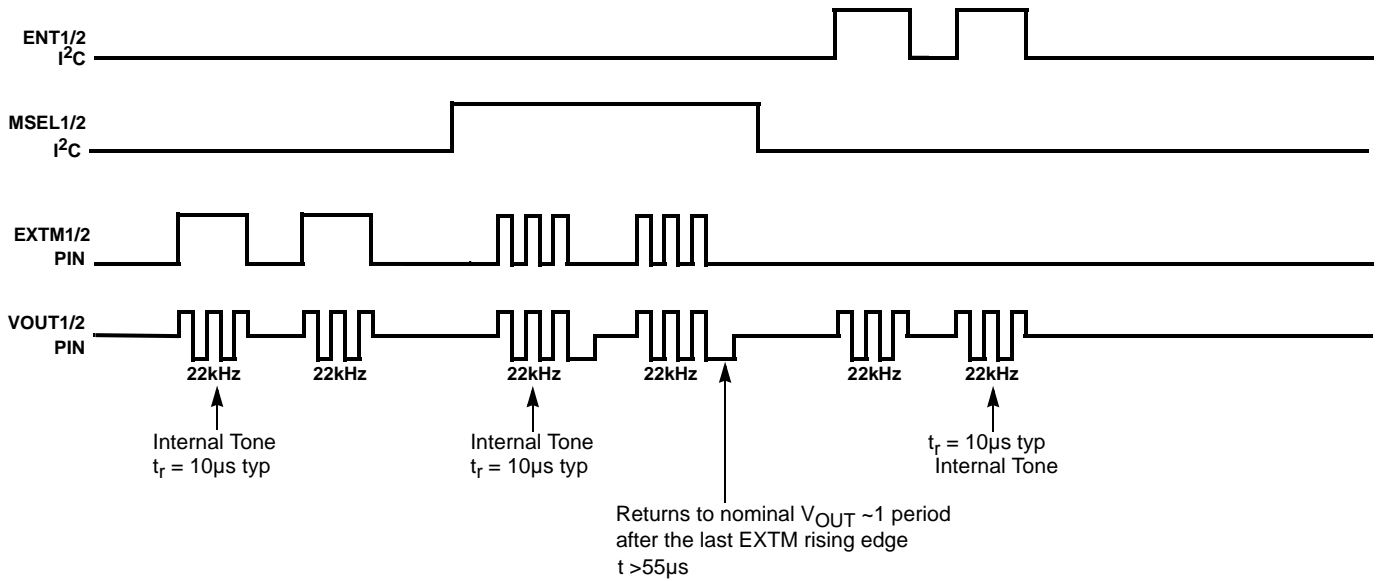 ENT1/2
I2C
MSEL1/2
I2C
EXTM1/2
PIN
VOUT1/2
PIN
22kHz 22kHz 22kHz 22kHz 22kHz 22kHz
Internal Tone
tr = 10µs typ
Internal Tone
tr = 10µs typ
tr = 10µs typ
Internal Tone
Returns to nominal VOUT ~1 period
after the last EXTM rising edge
t >55µs